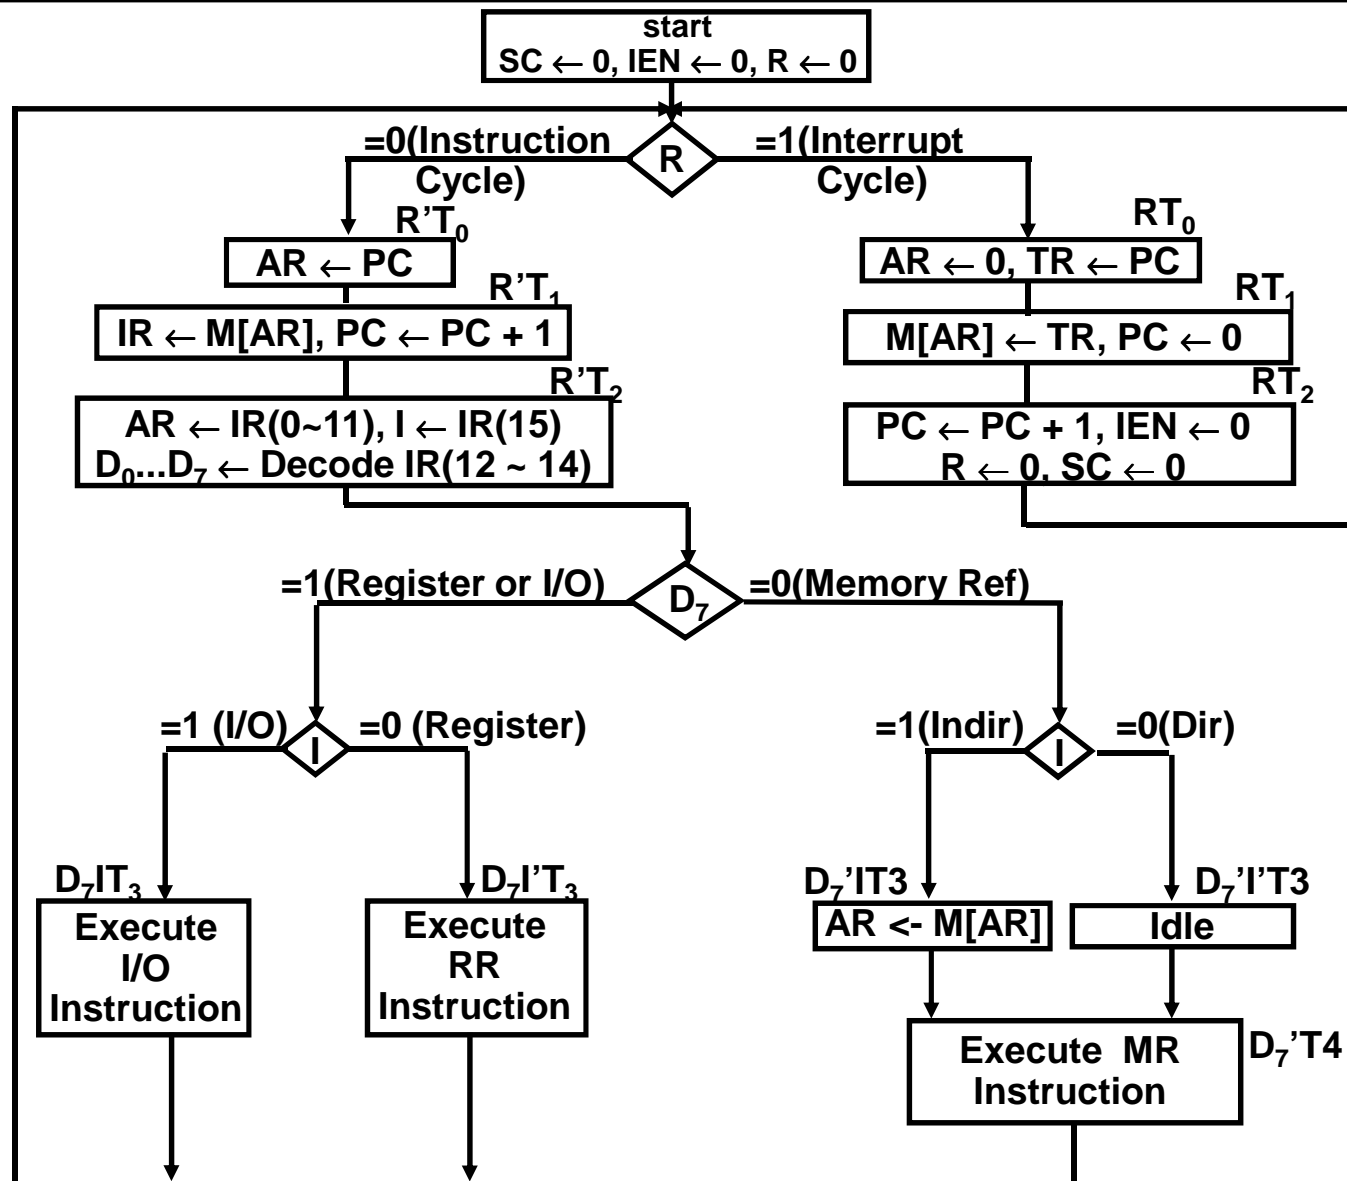 start
SC ← 0, IEN ← 0, R ← 0
=0(Instruction
Cycle)
R
=1(Interrupt
Cycle)
R’T0
AR ← PC
R’T1
IR ← M[AR], PC ← PC + 1
R’T2
AR ← IR(0~11), I ← IR(15)
D0...D7 ← Decode IR(12 ~ 14)
RT0
AR ← 0, TR ← PC
RT1
M[AR] ← TR, PC ← 0
RT2
PC ← PC + 1, IEN ← 0
R ← 0, SC ← 0
=1(Register or I/O)
D7
=0(Memory Ref)
=1 (I/O)
I
=0 (Register)
=1(Indir)
I
=0(Dir)
D7IT3
Execute
I/O
Instruction
D7I’T3
Execute
RR
Instruction
D7’IT3
AR <- M[AR]
D7’I’T3
Idle
Execute MR
Instruction
D7’T4